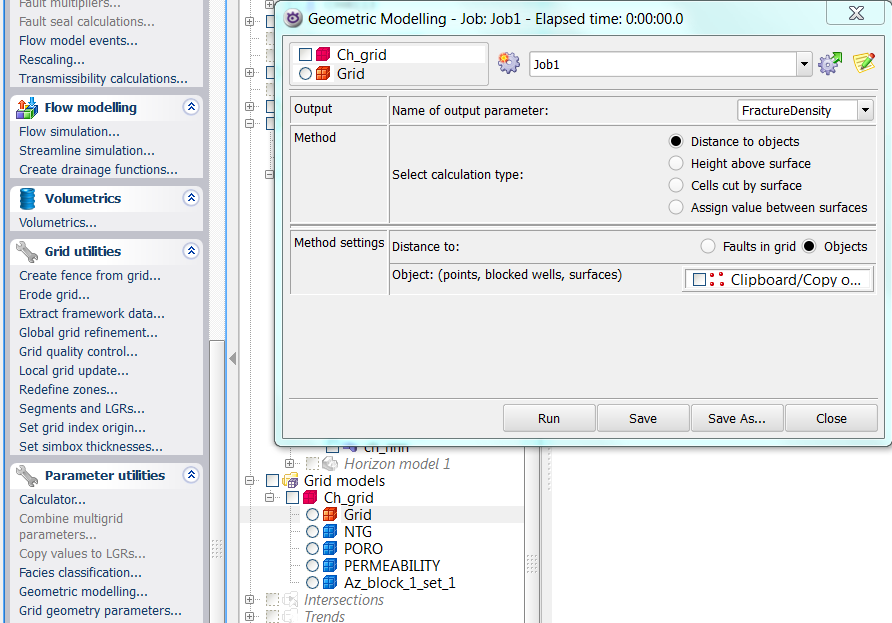 Fault multipliers...
Fault seal calculations...
Flow model events...
Rescaling...
Transmissibility calculations...
Flow modelling
Flow simulation...
Streamline simulation...
Create drainage functions...
Volumetrics
Volumetrics...
Grid utilities
Create fence from grid...
Erode grid...
Extract framework data...
Global grid refinement...
Grid quality control...
Local grid update...
Redefine zones...
Segments and LGRs...
Set grid index origin...
Set simbox thicknesses...
Parameter utilities
Calculator...
Combine multigrid
parameters...
Copy values to LGRs...
Facies classification...
Geometric modelling...
Grid geometry parameters...
Geometric Modelling - Job: Job1 - Elapsed time: 0:00:00.0
Ch_grid
Grid
Job1
Output
Name of output parameter:
FractureDensity
Method
Select calculation type:
Distance to objects
Height above surface
Cells cut by surface
Assign value between surfaces
Method settings
Distance to:
Faults in grid
Objects
Object: (points, blocked wells, surfaces)
Clipboard/Copy o...
Run
Save
Save As...
Close
Horizon model 1
Grid models
Ch_grid
Grid
NTG
PORO
PERMEABILITY
Az_block_1_set_1
Intersections
Trends